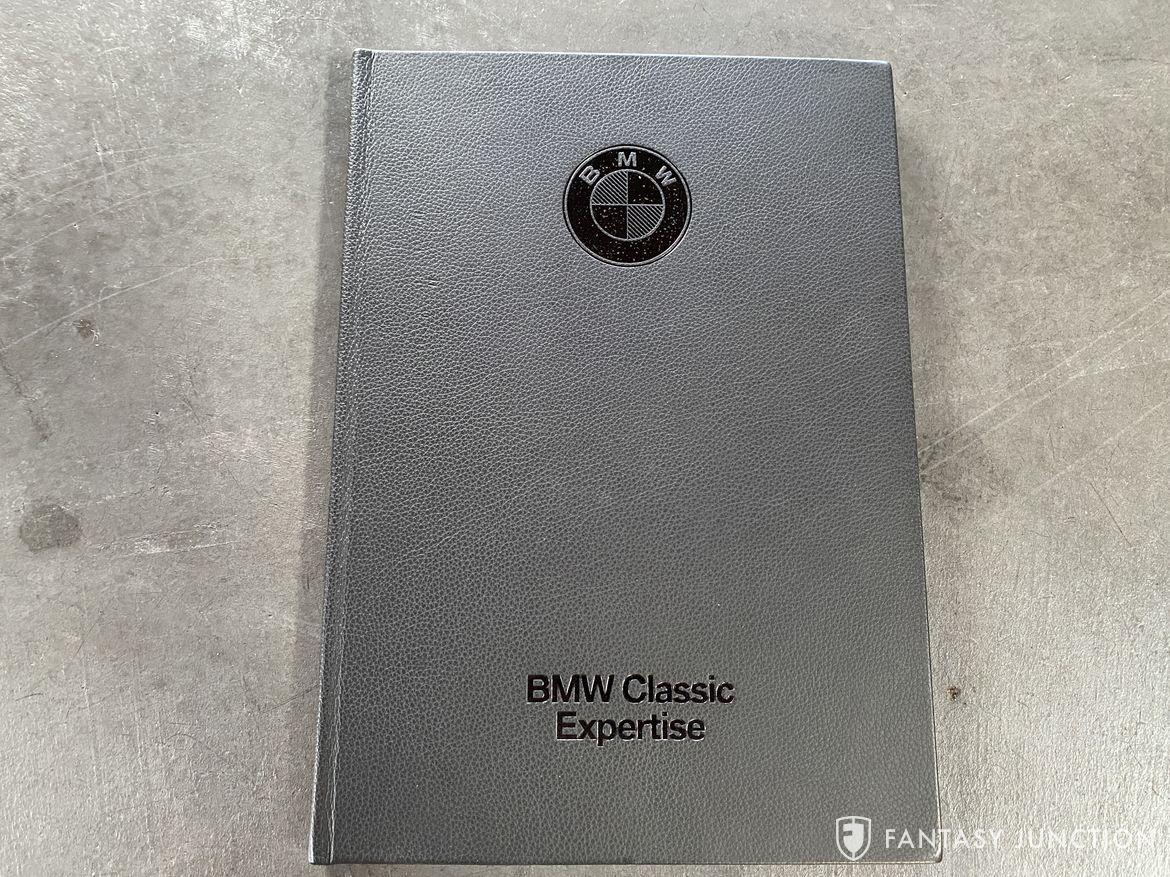 BMW
BMW Classic
Expertise
FANTASY JUNCTION